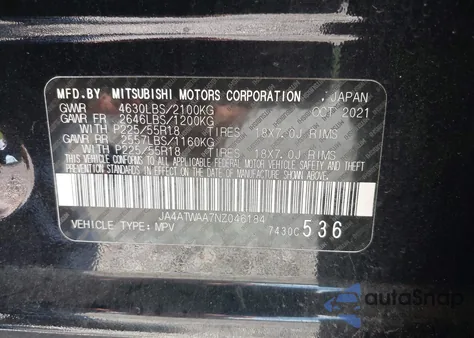 MFD.BY MITSUBISHI MOTORS CORPORATION JAPAN
GVWR 4630LBS/2100KG OCT 2021
GAWR FR 2646LBS/1200KG
WITH P225/55R18 TIRES 18X7.0J RIMS
GAWR RR 2557LBS/1160KG
WITH P225/55R18 TIRES 18X7.0J RIMS
THIS VEHICLE CONFORMS TO ALL APPLICABLE FEDERAL MOTOR VEHICLE SAFETY BUMPER AND THEFT
PREVENTION STANDARDS IN EFFECT ON THE DATE OF MANUFACTURE SHOWN ABOVE.
JA4ATWAA7NZ046194
VEHICLE TYPE: MPV 7430C 536
autoSnap